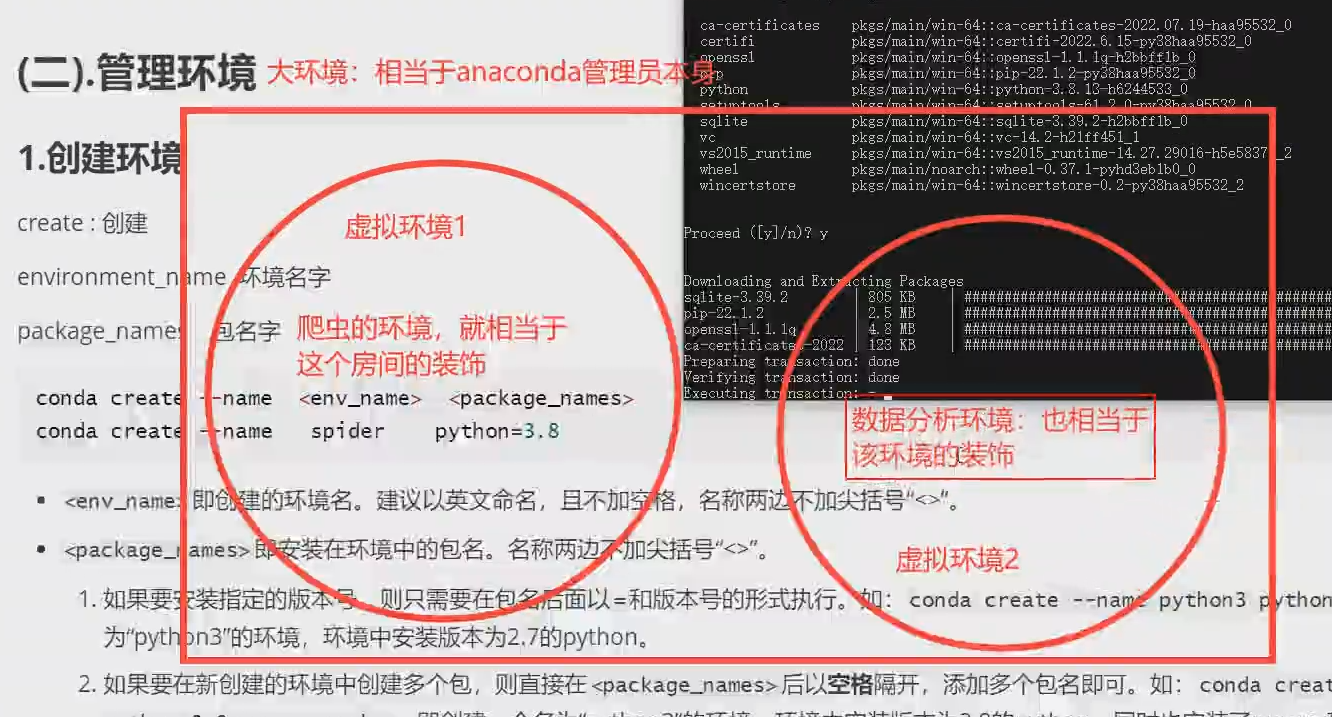 (二).管理环境
大环境：相当于anaconda管理员本身
1.创建环境
create : 创建
environment_name 环境名字
package_names 包名字
conda create --name <env_name> <package_names>
conda create --name spider python=3.8
<env_name> 即创建的环境名。建议以英文命名，且不加空格，名称两边不加尖括号“<>”。
<package_names>即安装在环境中的包名。名称两边不加尖括号“<>”。
1. 如果要安装指定的版本号，则只需要在包名后面以=和版本号的形式执行。如：conda create --name python3 python
为“python3”的环境，环境中安装版本为2.7的python。
2. 如果要在新创建的环境中创建多个包，则直接在<package_names>后以空格隔开，添加多个包名即可。如：conda creat
虚拟环境1
爬虫的环境，就相当于
这个房间的装饰
ca-certificates pkgs/main/win-64::ca-certificates-2022.07.19-haa95532_0
certifi pkgs/main/win-64::certifi-2022.6.15-py38haa95532_0
openssl pkgs/main/win-64::openssl-1.1.1q-h2bbff1b_0
pip pkgs/main/win-64::pip-22.1.2-py38haa95532_0
python pkgs/main/win-64::python-3.8.13-h6244533_0
setuptools pkgs/main/win-64::setuptools-61.2.0-py38haa95532_0
sqlite pkgs/main/win-64::sqlite-3.39.2-h2bbff1b_0
vc pkgs/main/win-64::vc-14.2-h21ff451_1
vs2015_runtime pkgs/main/win-64::vs2015_runtime-14.27.29016-h5e5837 _2
wheel pkgs/main/noarch::wheel-0.37.1-pyhd3eb1b0_0
wincertstore pkgs/main/win-64::wincertstore-0.2-py38haa95532_2
Proceed ([y]/n)? y
Downloading and Extracting Packages
sqlite-3.39.2 | 805 KB |
pip-22.1.2 | 2.5 MB |
openssl-1.1.1q | 4.8 MB |
ca-certificates-2022 | 123 KB |
Preparing transaction: done
Verifying transaction: done
Executing transaction: -
数据分析环境：也相当于
该环境的装饰
虚拟环境2